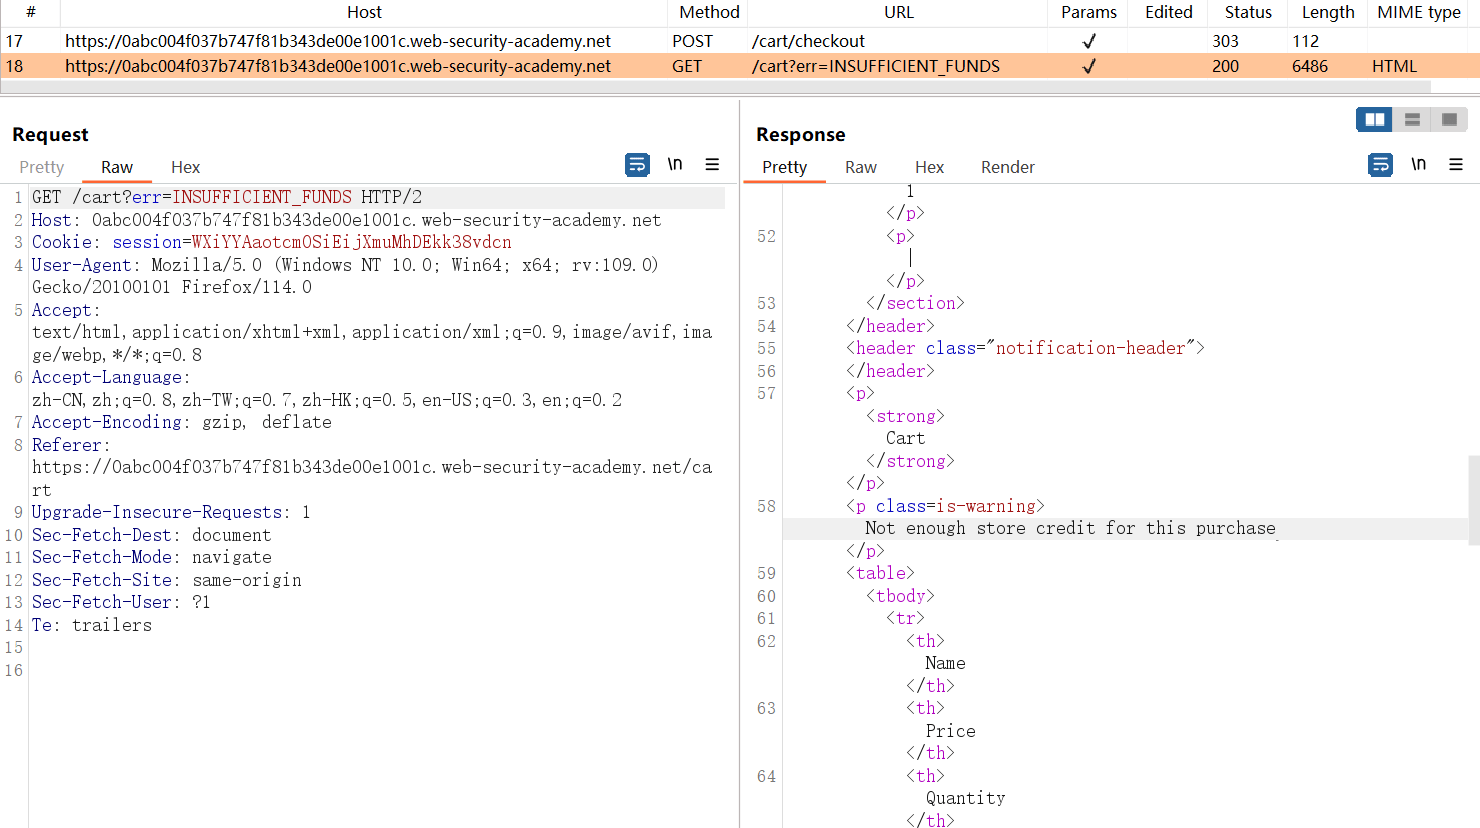 # Host Method URL Params Edited Status Length MIME type
17 https://0abc004f037b747f81b343de00e1001c.web-security-academy.net POST /cart/checkout ✓ 303 112
18 https://0abc004f037b747f81b343de00e1001c.web-security-academy.net GET /cart?err=INSUFFICIENT_FUNDS ✓ 200 6486 HTML
Request
Pretty Raw Hex
\n
1 GET /cart?err=INSUFFICIENT_FUNDS HTTP/2
2 Host: 0abc004f037b747f81b343de00e1001c.web-security-academy.net
3 Cookie: session=WXiYYAaotcmOSiEijXmuMhDEkk38vdcn
4 User-Agent: Mozilla/5.0 (Windows NT 10.0; Win64; x64; rv:109.0)
Gecko/20100101 Firefox/114.0
5 Accept:
text/html,application/xhtml+xml,application/xml;q=0.9,image/avif,ima
ge/webp,*/*;q=0.8
6 Accept-Language:
zh-CN,zh;q=0.8,zh-TW;q=0.7,zh-HK;q=0.5,en-US;q=0.3,en;q=0.2
7 Accept-Encoding: gzip, deflate
8 Referer:
https://0abc004f037b747f81b343de00e1001c.web-security-academy.net/ca
rt
9 Upgrade-Insecure-Requests: 1
10 Sec-Fetch-Dest: document
11 Sec-Fetch-Mode: navigate
12 Sec-Fetch-Site: same-origin
13 Sec-Fetch-User: ?1
14 Te: trailers
15
16
Response
Pretty Raw Hex Render
\n
1
</p>
52 <p>
|
</p>
53 </section>
54 </header>
55 <header class="notification-header">
56 </header>
57 <p>
<strong>
Cart
</strong>
</p>
58 <p class=is-warning>
Not enough store credit for this purchase
</p>
59 <table>
60 <tbody>
61 <tr>
62 <th>
Name
</th>
63 <th>
Price
</th>
64 <th>
Quantity
</th>